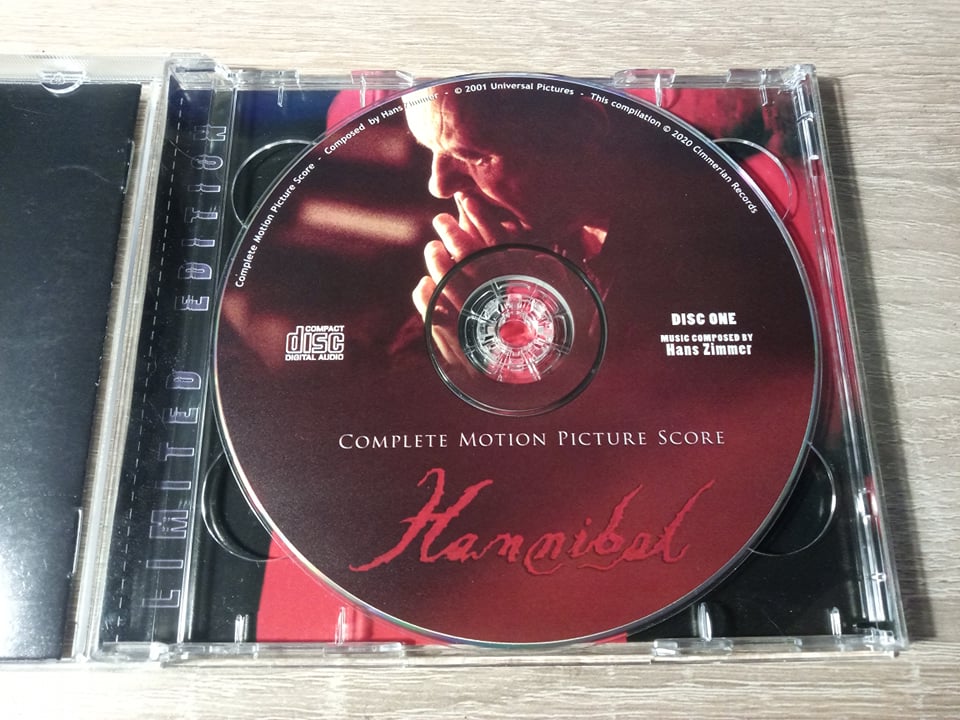 LIMITED EDITION
Complete Motion Picture Score - Composed by Hans Zimmer - © 2001 Universal Pictures - This compilation © 2020 Cimmerian Records
COMPACT
disc
DIGITAL AUDIO
DISC ONE
MUSIC COMPOSED BY
Hans Zimmer
COMPLETE MOTION PICTURE SCORE
Hannibal